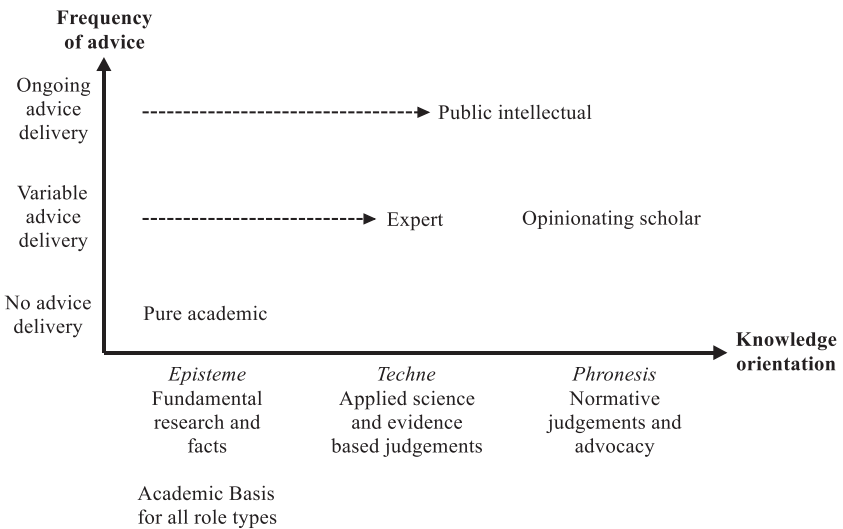 Frequency
of advice
Ongoing
advice
delivery
Public intellectual
Variable
advice
delivery
Expert
Opinionating scholar
No advice
delivery
Pure academic
Knowledge
orientation
Episteme
Fundamental
research and
facts
Techne
Applied science
and evidence
based judgements
Phronesis
Normative
judgements and
advocacy
Academic Basis
for all role types